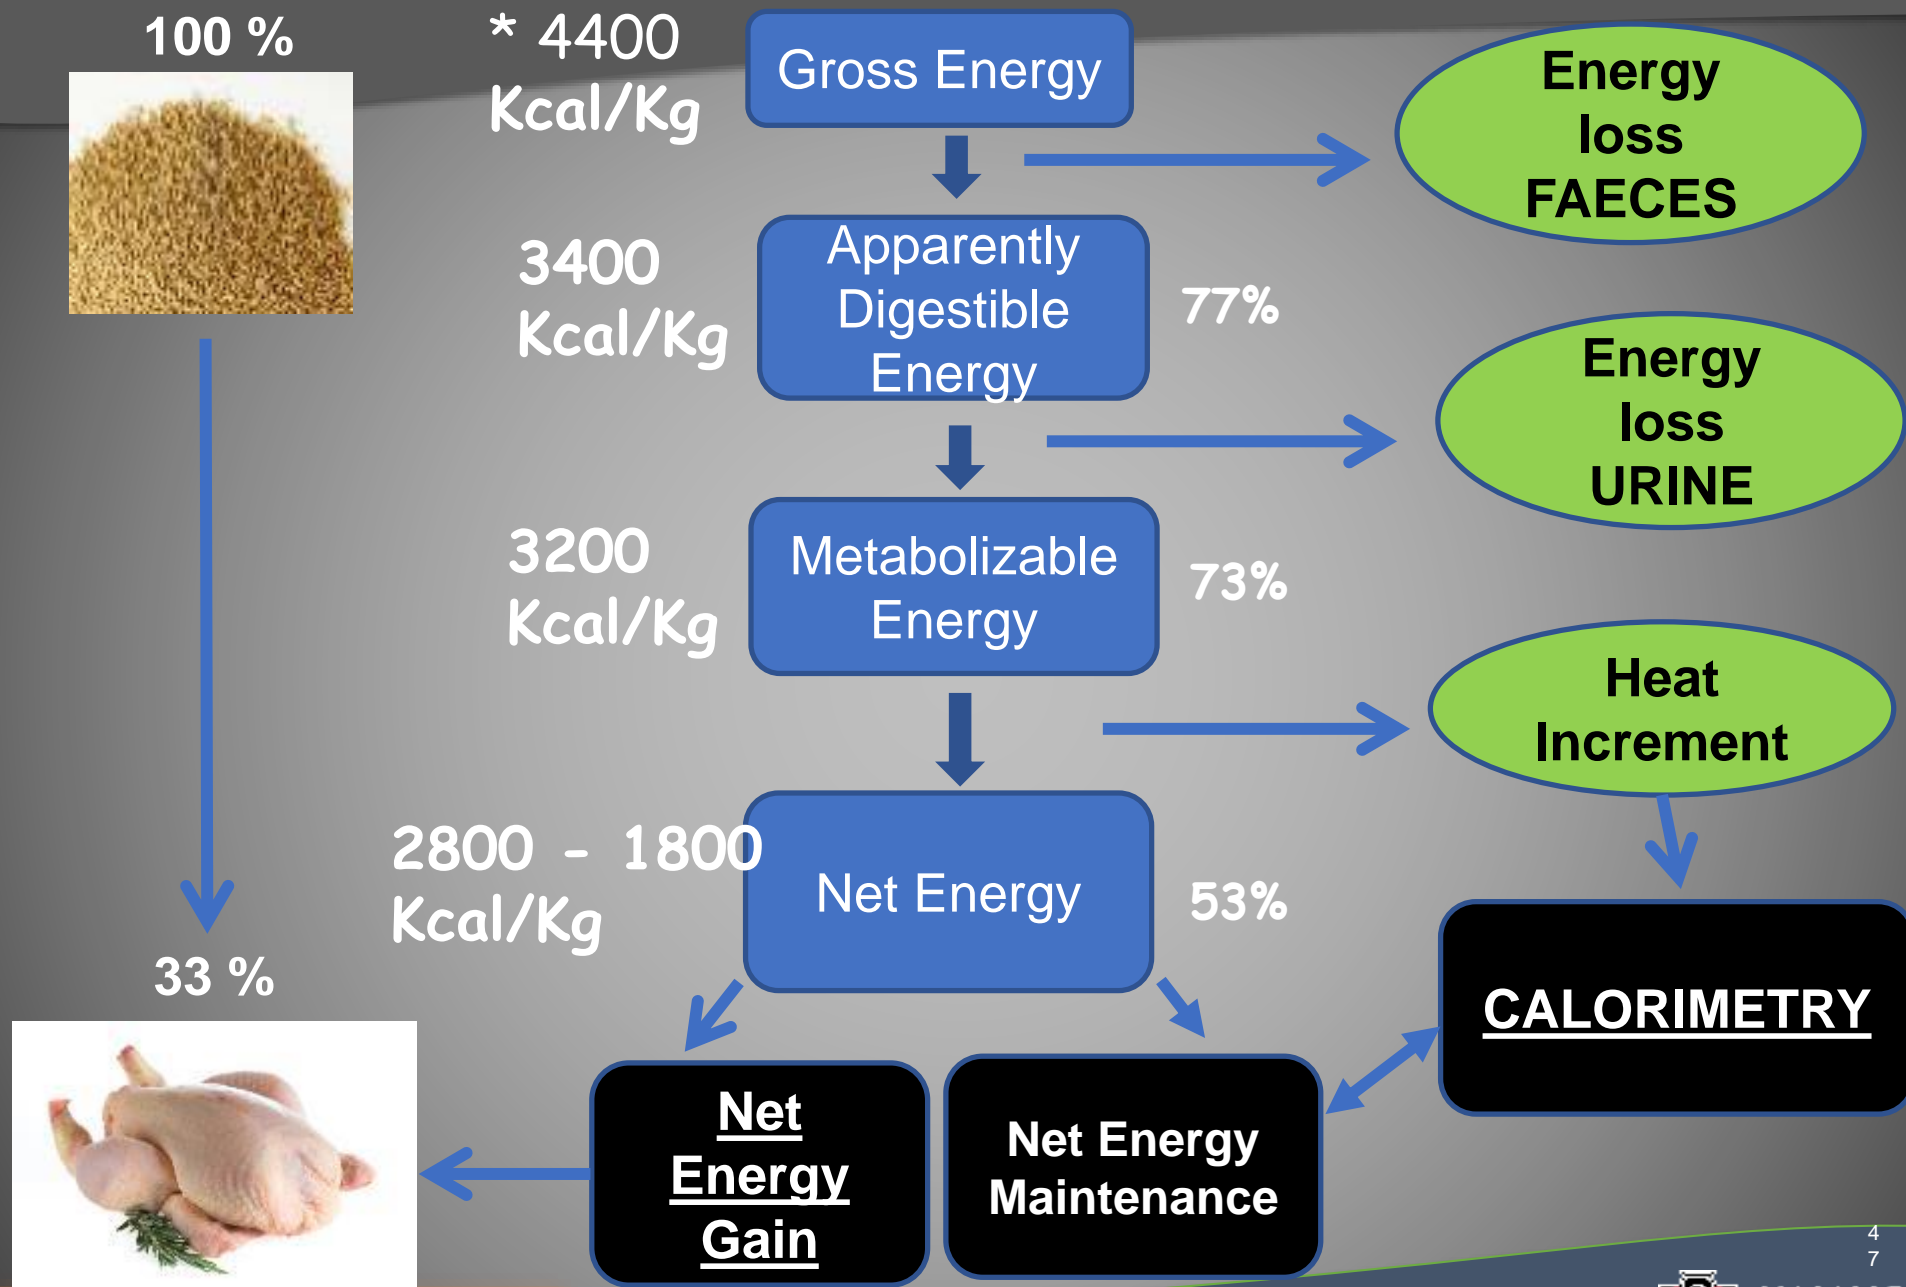 100 %
* 4400
Kcal/Kg
Gross Energy
Energy
loss
FAECES
3400
Kcal/Kg
Apparently
Digestible
Energy
77%
Energy
loss
URINE
3200
Kcal/Kg
Metabolizable
Energy
73%
Heat
Increment
2800 - 1800
Kcal/Kg
Net Energy
53%
33 %
CALORIMETRY
Net
Energy
Gain
Net Energy
Maintenance
4
7